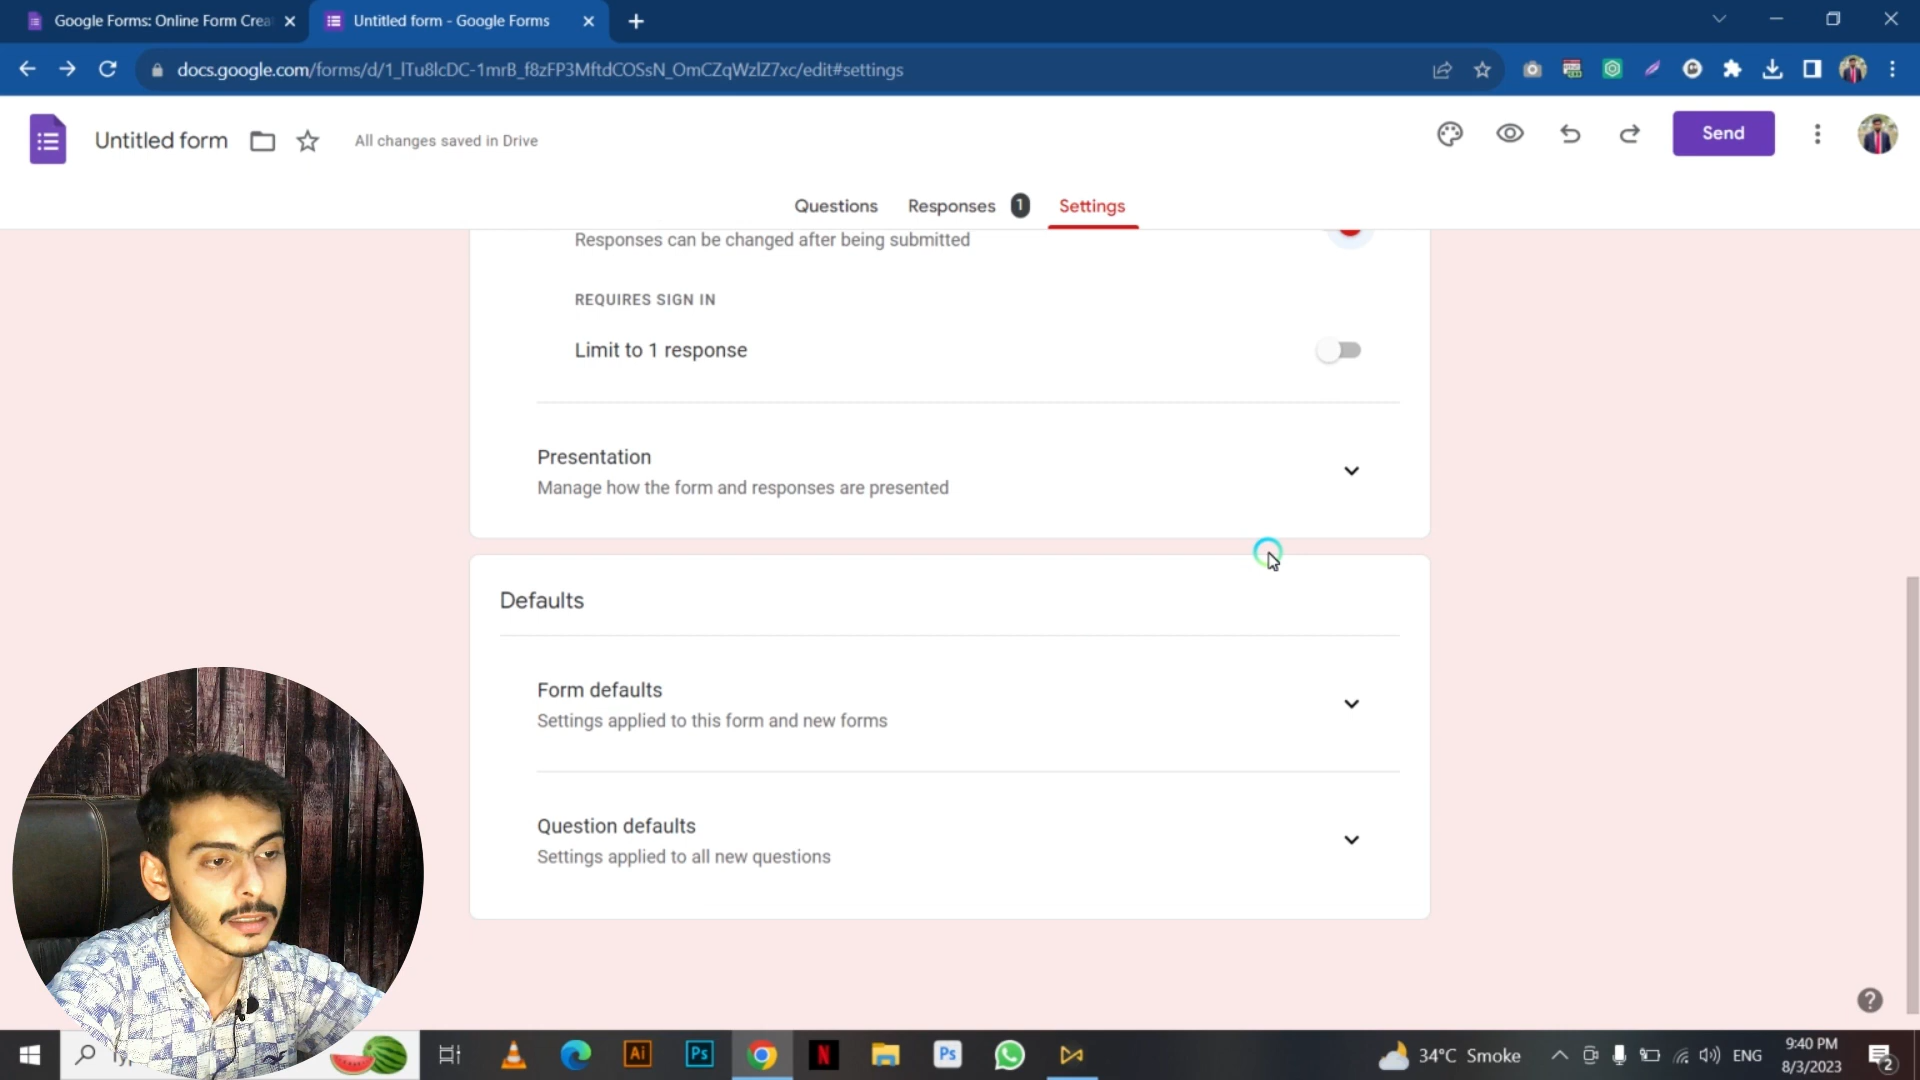 Google Forms: Online Form Crea
Untitled form - Google Forms
docs.google.com/forms/d/1_lTu8lcDC-1mrB_f8zFP3MftdCOSsN_OmCZqWzlZ7xc/edit#settings
Untitled form
All changes saved in Drive
Send
Questions
Responses
1
Settings
Responses can be changed after being submitted
REQUIRES SIGN IN
Limit to 1 response
Presentation
Manage how the form and responses are presented
Defaults
Form defaults
Settings applied to this form and new forms
Question defaults
Settings applied to all new questions
Ai
Ps
N
Ps
34°C Smoke
ENG
9:40 PM
8/3/2023
2